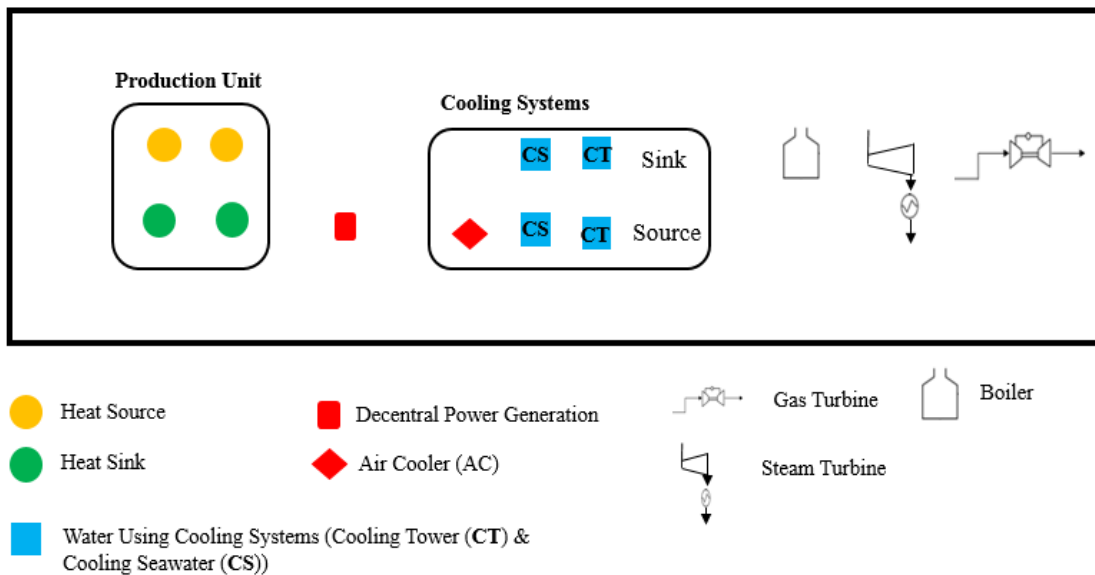 Production Unit
Cooling Systems
CS CT Sink
CS CT Source
Heat Source
Decentral Power Generation
Gas Turbine
Boiler
Heat Sink
Air Cooler (AC)
Steam Turbine
Water Using Cooling Systems (Cooling Tower (CT) &
Cooling Seawater (CS))